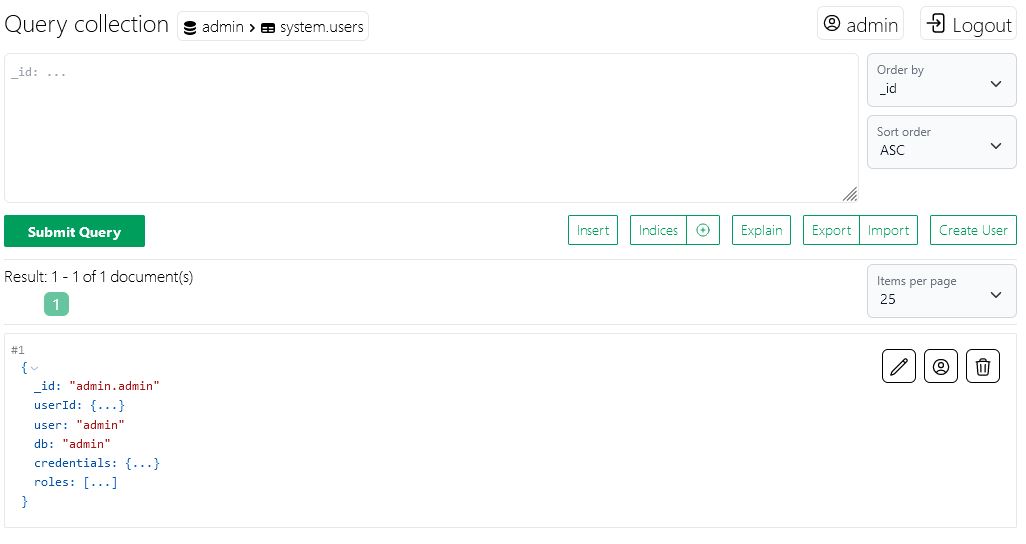 Query collection admin > system.users admin Logout
_id: ...
Order by
_id
Sort order
ASC
Submit Query Insert Indices Explain Export Import Create User
Result: 1 - 1 of 1 document(s)
Items per page
25
1
#1
{
_id: "admin.admin"
userId: {...}
user: "admin"
db: "admin"
credentials: {...}
roles: [...]
}